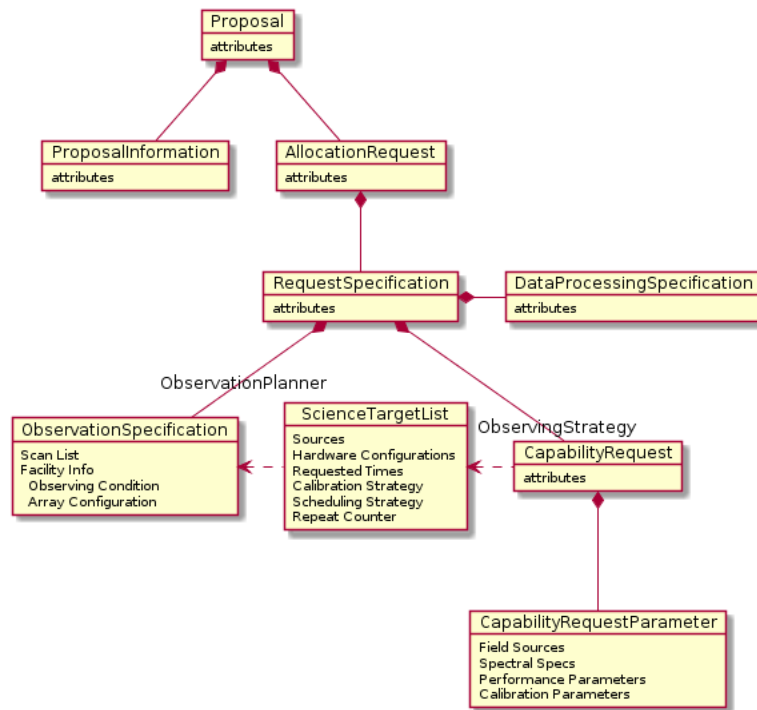 Proposal
attributes
ProposalInformation
attributes
AllocationRequest
attributes
RequestSpecification
attributes
DataProcessingSpecification
attributes
ObservationPlanner
ObservingStrategy
ObservationSpecification
Scan List
Facility Info
Observing Condition
Array Configuration
ScienceTargetList
Sources
Hardware Configurations
Requested Times
Calibration Strategy
Scheduling Strategy
Repeat Counter
CapabilityRequest
attributes
CapabilityRequestParameter
Field Sources
Spectral Specs
Performance Parameters
Calibration Parameters